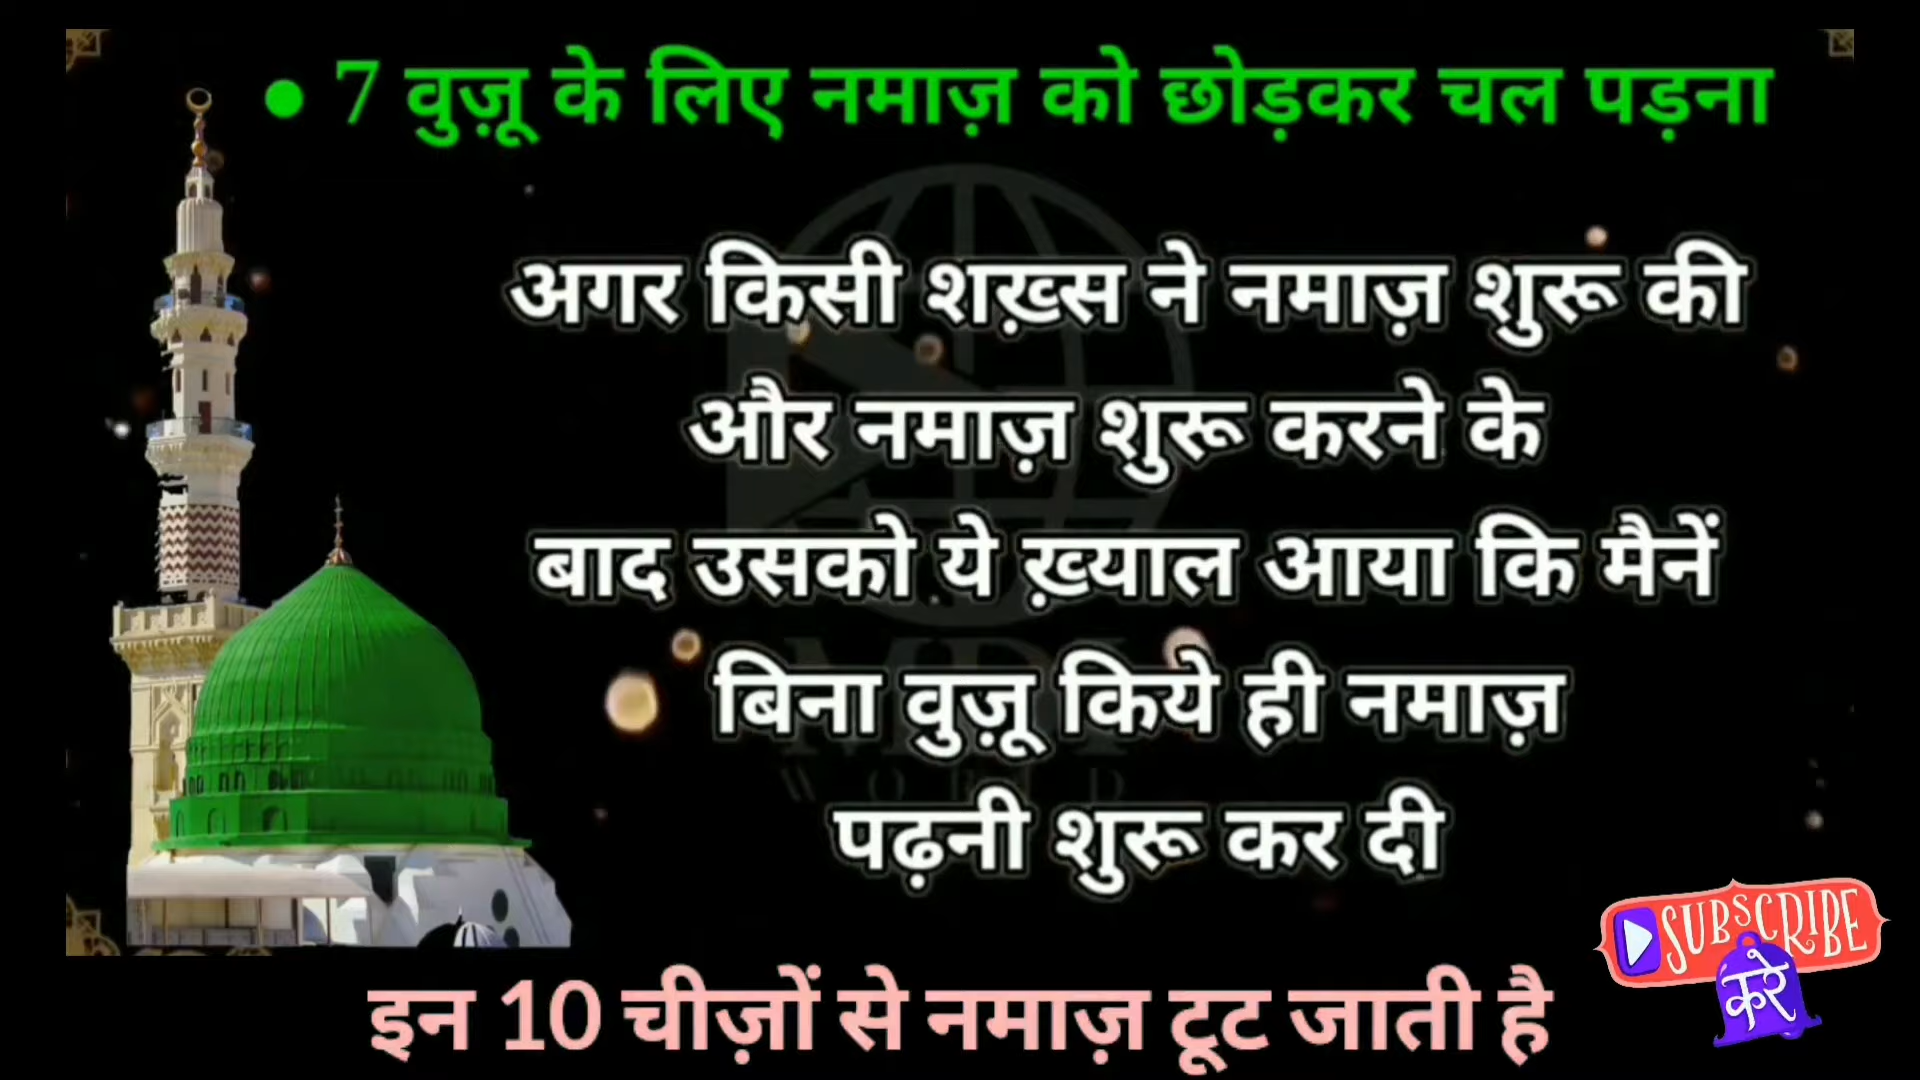 • 7 वुज़ू के लिए नमाज़ को छोड़कर चल पड़ना
अगर किसी शख़्स ने नमाज़ शुरू की
और नमाज़ शुरू करने के
बाद उसको ये ख़्याल आया कि मैनें
बिना वुज़ू किये ही नमाज़
पढ़नी शुरू कर दी
WORLD
SUBSCRIBE
करे
इन 10 चीज़ों से नमाज़ टूट जाती है